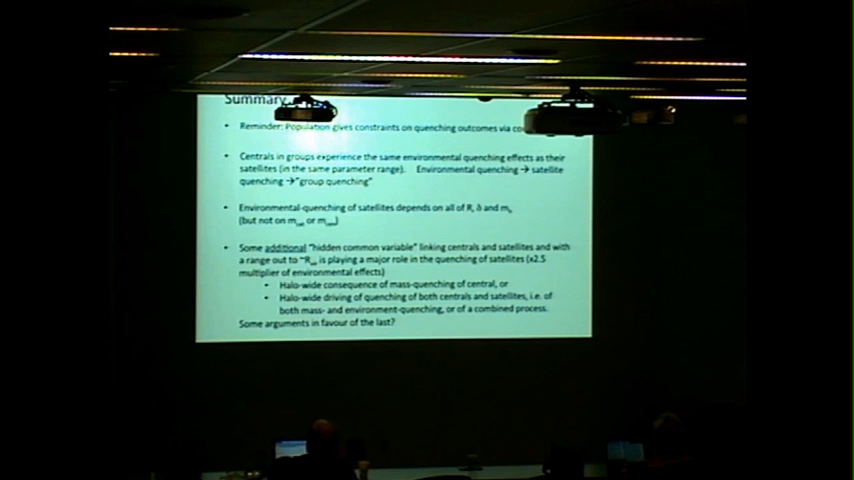 Summary
• Reminder: Population gives constraints on quenching outcomes via
• Centrals in groups experience the same environmental quenching effects as their
satellites (in the same parameter range). Environmental quenching → satellite
quenching → "group quenching"
• Environmental-quenching of satellites depends on all of R, δ and m
(but not on m or m
• Some additional "hidden common variable" linking centrals and satellites and with
a range out to ~R is playing a major role in the quenching of satellites (x2.5
multiplier of environmental effects)
• Halo-wide consequence of mass-quenching of central, or
• Halo-wide driving of quenching of both centrals and satellites, i.e. of
both mass- and environment-quenching, or of a combined process.
Some arguments in favour of the last?